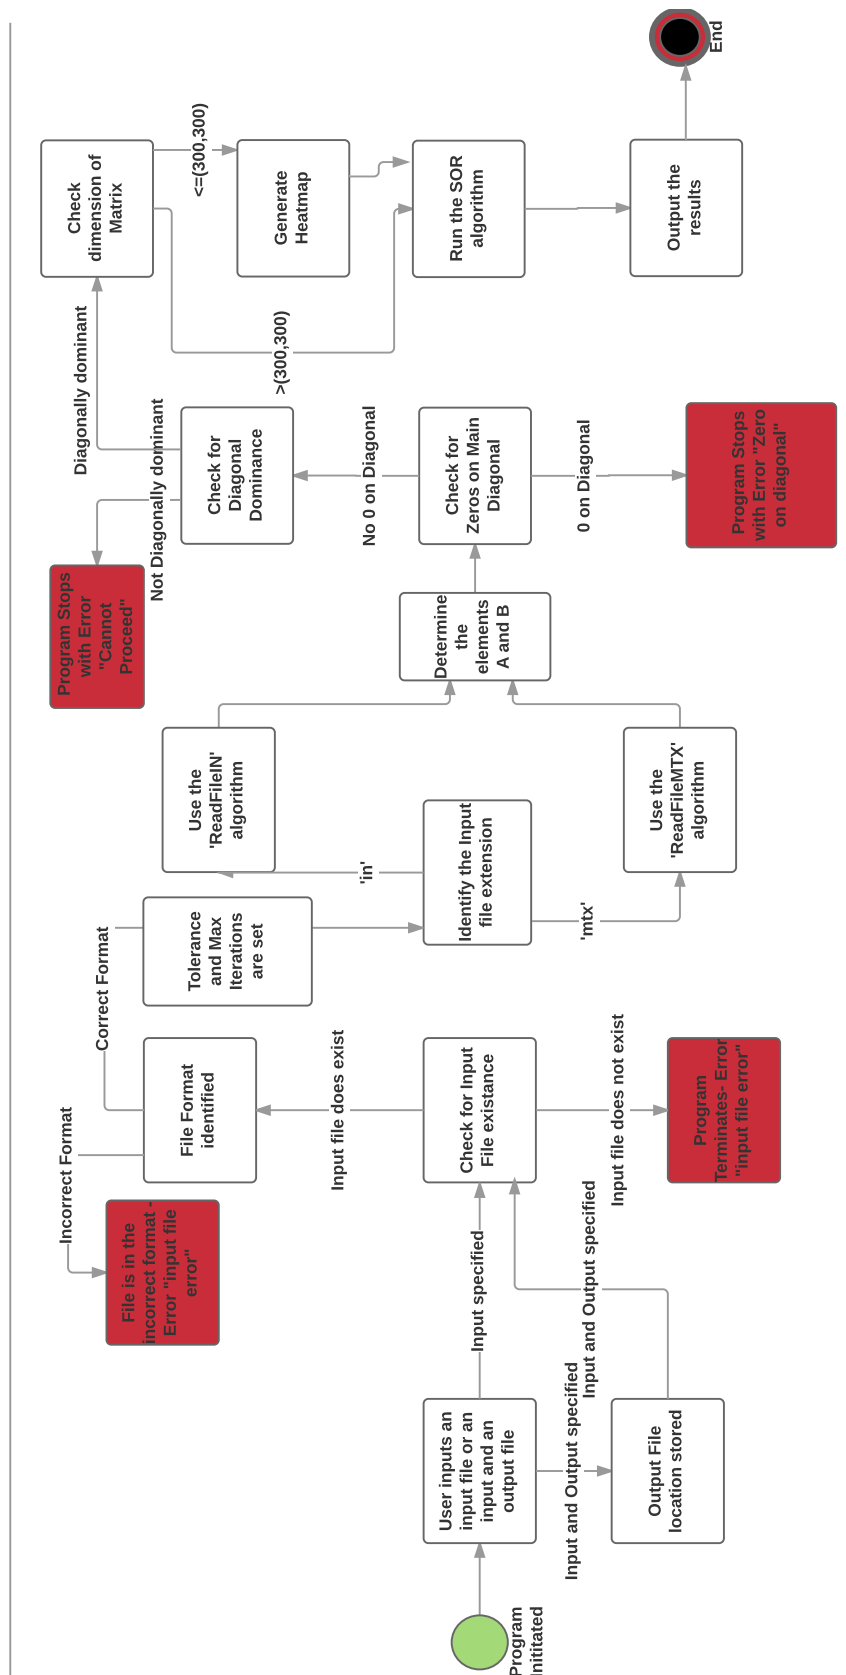 Program
Inititated
User inputs an
input file or an
input and an
output file
Input and Output specified
Output File
location stored
Input specified
Input and Output specified
Check for Input
File existance
Input file does not exist
Program
Terminates- Error
"input file error"
Input file does exist
File Format
identified
Incorrect Format
File is in the
incorrect format -
Error "input file
error"
Correct Format
Tolerance
and Max
Iterations
are set
Identify the Input
file extension
'in'
Use the
'ReadFileIN'
algorithm
'mtx'
Use the
'ReadFileMTX'
algorithm
Determine
the
elements
A and B
Check for
Zeros on Main
Diagonal
0 on Diagonal
Program Stops
with Error "Zero
on diagonal"
No 0 on Diagonal
Check for
Diagonal
Dominance
Not Diagonally dominant
Program Stops
with Error
"Cannot
Proceed"
Diagonally dominant
Check
dimension of
Matrix
<=(300,300)
Generate
Heatmap
>(300,300)
Run the SOR
algorithm
Output the
results
End